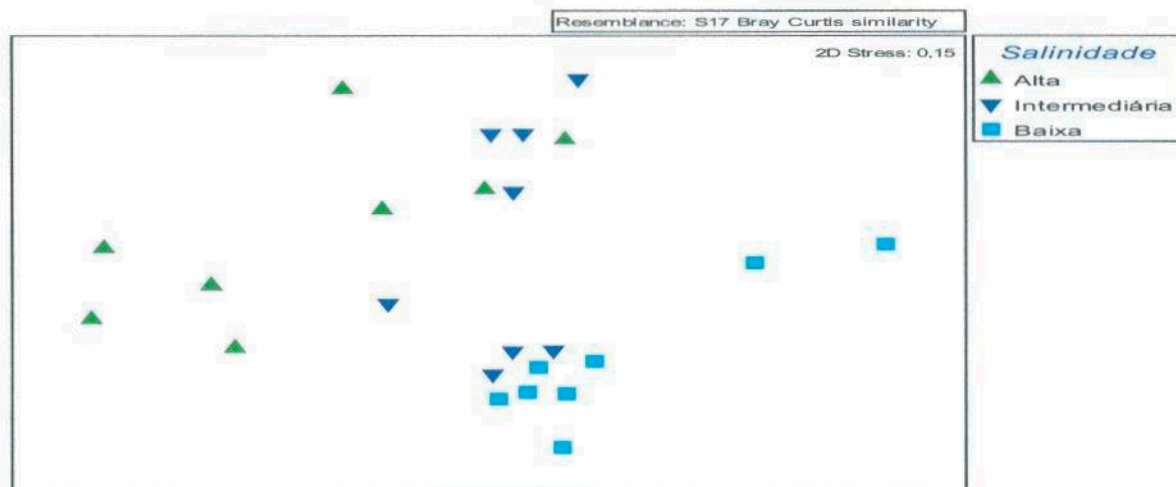 Resemblance: S17 Bray Curtis similarity
2D Stress: 0,15
Salinidade
Alta
Intermediária
Baixa